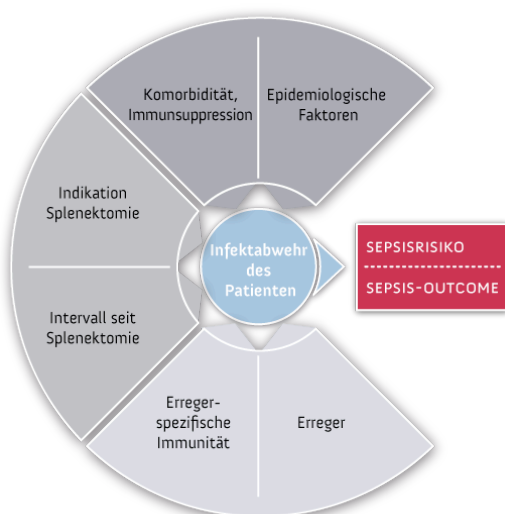 Komorbidität,
Immunsuppression
Epidemiologische
Faktoren
Indikation
Splenektomie
Infektabwehr
des
Patienten
SEPSISRISIKO
SEPSIS-OUTCOME
Intervall seit
Splenektomie
Erreger-
spezifische
Immunität
Erreger